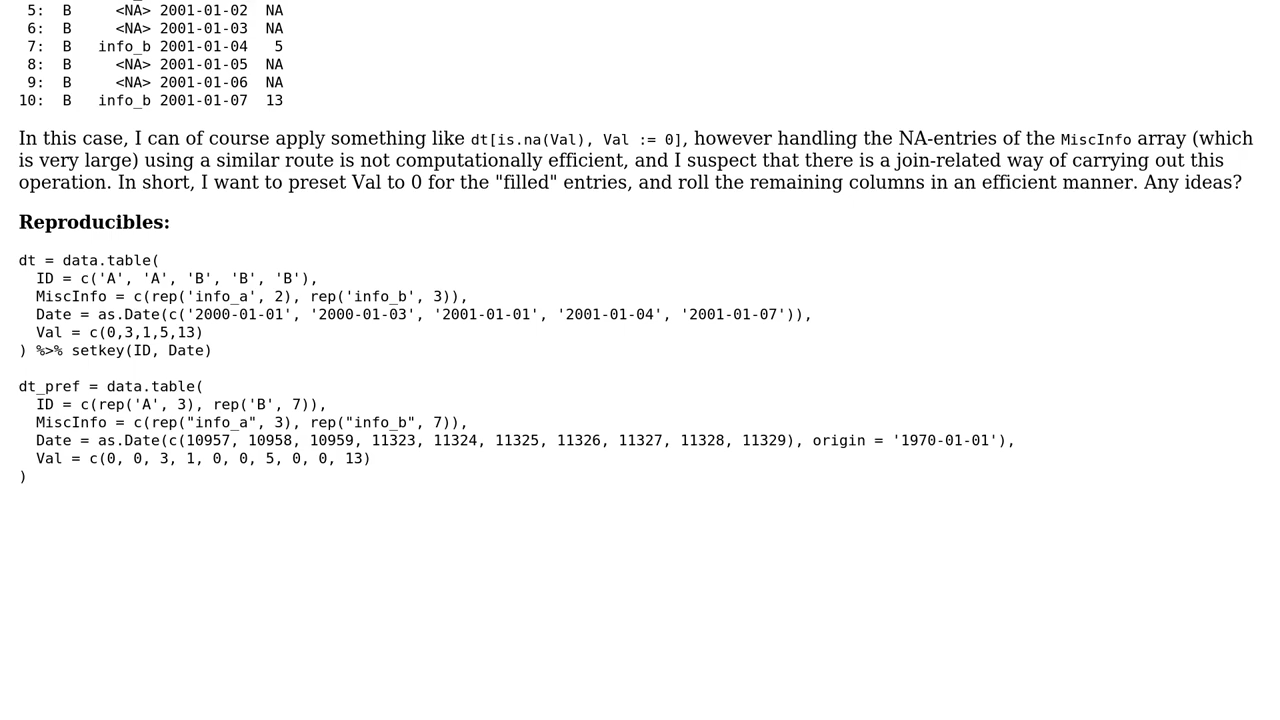 5:  B     <NA> 2001-01-02  NA
6:  B     <NA> 2001-01-03  NA
7:  B   info_b 2001-01-04   5
8:  B     <NA> 2001-01-05  NA
9:  B     <NA> 2001-01-06  NA
10:  B   info_b 2001-01-07  13
In this case, I can of course apply something like dt[is.na(Val), Val := 0], however handling the NA-entries of the MiscInfo array (which
is very large) using a similar route is not computationally efficient, and I suspect that there is a join-related way of carrying out this
operation. In short, I want to preset Val to 0 for the "filled" entries, and roll the remaining columns in an efficient manner. Any ideas?
Reproducibles:
dt = data.table(
  ID = c('A', 'A', 'B', 'B', 'B'),
  MiscInfo = c(rep('info_a', 2), rep('info_b', 3)),
  Date = as.Date(c('2000-01-01', '2000-01-03', '2001-01-01', '2001-01-04', '2001-01-07')),
  Val = c(0,3,1,5,13)
) %>% setkey(ID, Date)
dt_pref = data.table(
  ID = c(rep('A', 3), rep('B', 7)),
  MiscInfo = c(rep("info_a", 3), rep("info_b", 7)),
  Date = as.Date(c(10957, 10958, 10959, 11323, 11324, 11325, 11326, 11327, 11328, 11329), origin = '1970-01-01'),
  Val = c(0, 0, 3, 1, 0, 0, 5, 0, 0, 13)
)